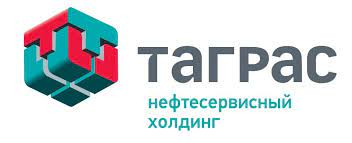 таграс
нефтесервисный
холдинг